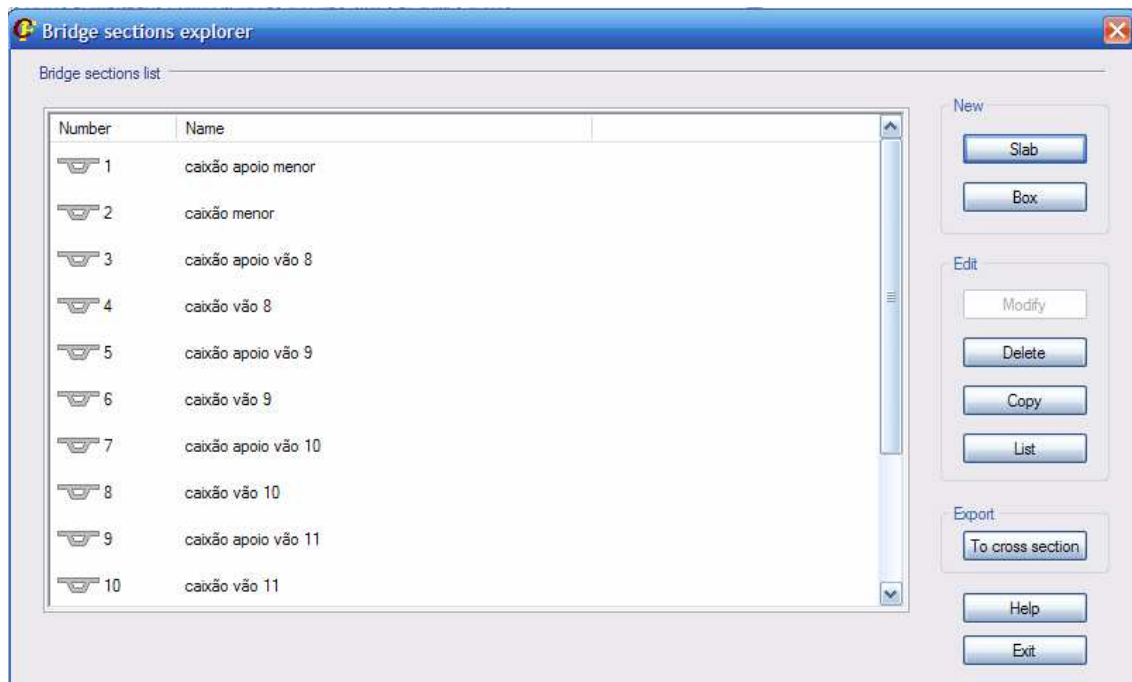 Bridge sections explorer
Bridge sections list
Number Name
1 caixão apoio menor
2 caixão menor
3 caixão apoio vão 8
4 caixão vão 8
5 caixão apoio vão 9
6 caixão vão 9
7 caixão apoio vão 10
8 caixão vão 10
9 caixão apoio vão 11
10 caixão vão 11
New
Slab
Box
Edit
Modify
Delete
Copy
List
Export
To cross section
Help
Exit